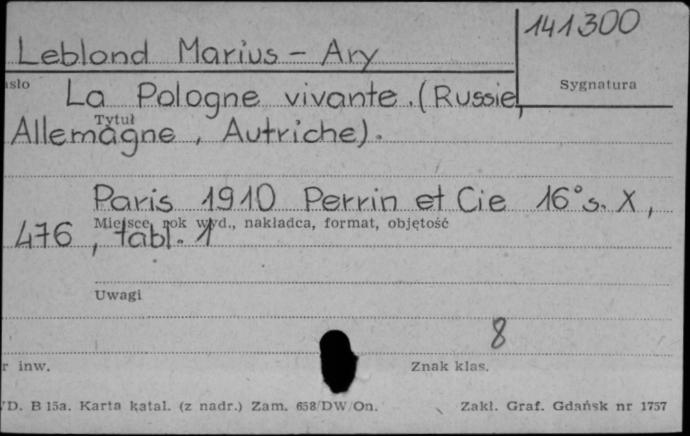 Leblond Marius - Ary
141300
Sygnatura
La Pologne vivante. (Russie,
Tytuł
Allemagne, Autriche).
Paris 1910 Perrin et Cie 16° s. X,
Miejsce, rok wyd., nakładca, format, objętość
476, tabl. 1
Uwagi
8
r inw.
Znak klas.
D. B 15a. Karta katal. (z nadr.) Zam. 658/DW/On.
Zakł. Graf. Gdańsk nr 1757